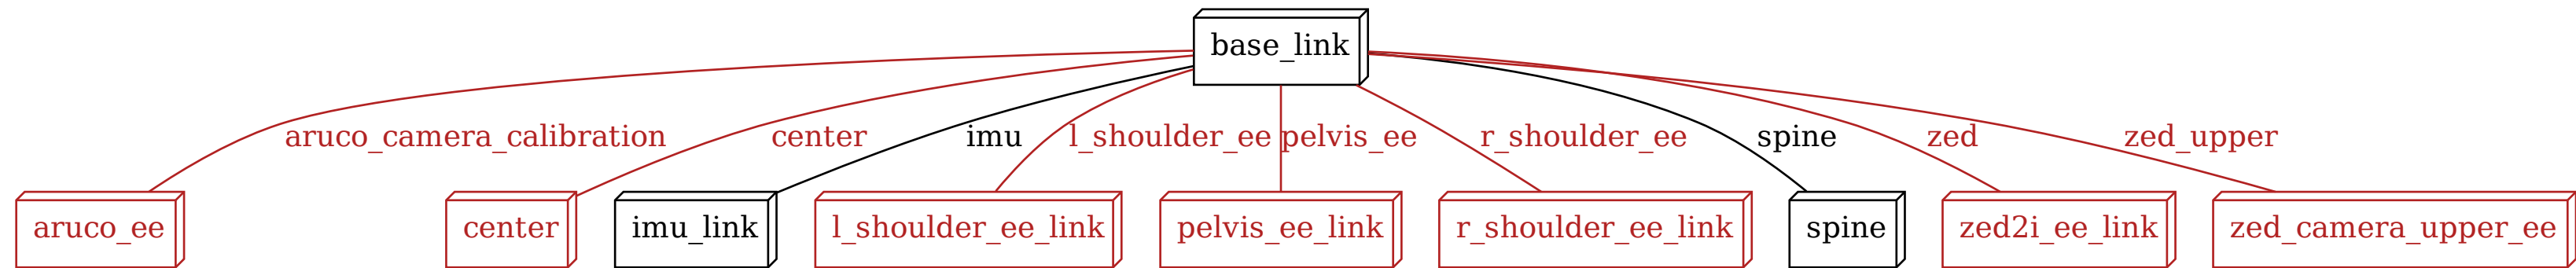 base_link
aruco_camera_calibration center imu l_shoulder_ee pelvis_ee r_shoulder_ee spine zed zed_upper
aruco_ee center imu_link l_shoulder_ee_link pelvis_ee_link r_shoulder_ee_link spine zed2i_ee_link zed_camera_upper_ee